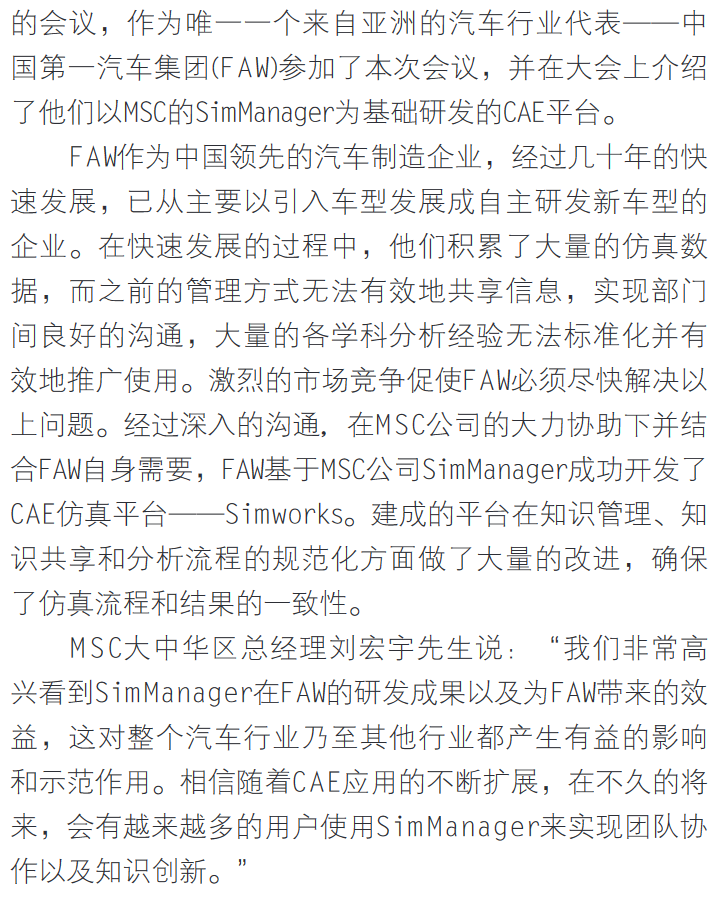 的会议，作为唯一一个来自亚洲的汽车行业代表——中
国第一汽车集团(FAW)参加了本次会议，并在大会上介绍
了他们以MSC的SimManager为基础研发的CAE平台。
FAW作为中国领先的汽车制造企业，经过几十年的快
速发展，已从主要以引入车型发展成自主研发新车型的
企业。在快速发展的过程中，他们积累了大量的仿真数
据，而之前的管理方式无法有效地共享信息，实现部门
间良好的沟通，大量的各学科分析经验无法标准化并有
效地推广使用。激烈的市场竞争促使FAW必须尽快解决以
上问题。经过深入的沟通，在MSC公司的大力协助下并结
合FAW自身需要，FAW基于MSC公司SimManager成功开发了
CAE仿真平台——Simworks。建成的平台在知识管理、知
识共享和分析流程的规范化方面做了大量的改进，确保
了仿真流程和结果的一致性。
MSC大中华区总经理刘宏宇先生说：“我们非常高
兴看到SimManager在FAW的研发成果以及为FAW带来的效
益，这对整个汽车行业乃至其他行业都产生有益的影响
和示范作用。相信随着CAE应用的不断扩展，在不久的将
来，会有越来越多的用户使用SimManager来实现团队协
作以及知识创新。”